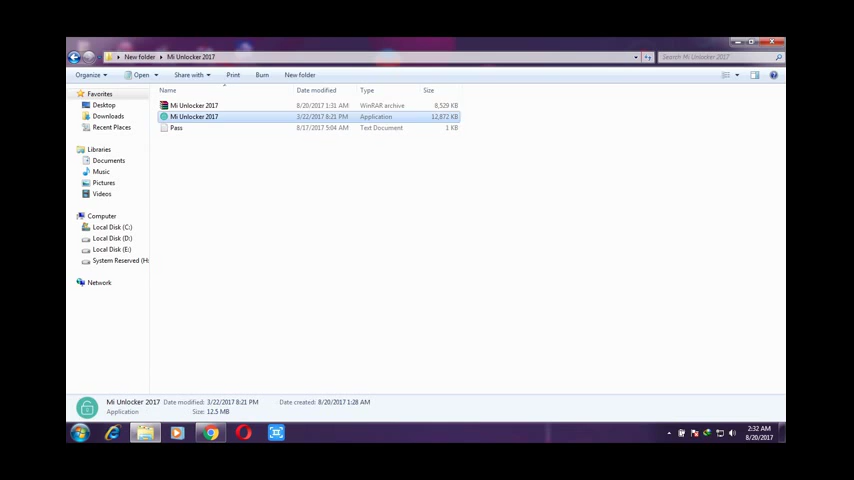 New folder Mi Unlocker 2017 Search Mi Unlocker 2017
Organize Open Share with Print Burn New folder
Name Date modified Type Size
Favorites
Desktop
Downloads
Recent Places
Libraries
Documents
Music
Pictures
Videos
Computer
Local Disk (C:)
Local Disk (D:)
Local Disk (E:)
System Reserved (H:
Network
Mi Unlocker 2017 8/20/2017 1:31 AM WinRAR archive 8,529 KB
Mi Unlocker 2017 3/22/2017 8:21 PM Application 12,872 KB
Pass 8/17/2017 5:04 AM Text Document 1 KB
Mi Unlocker 2017 Date modified: 3/22/2017 8:21 PM Date created: 8/20/2017 1:28 AM
Application Size: 12.5 MB
2:32 AM
8/20/2017